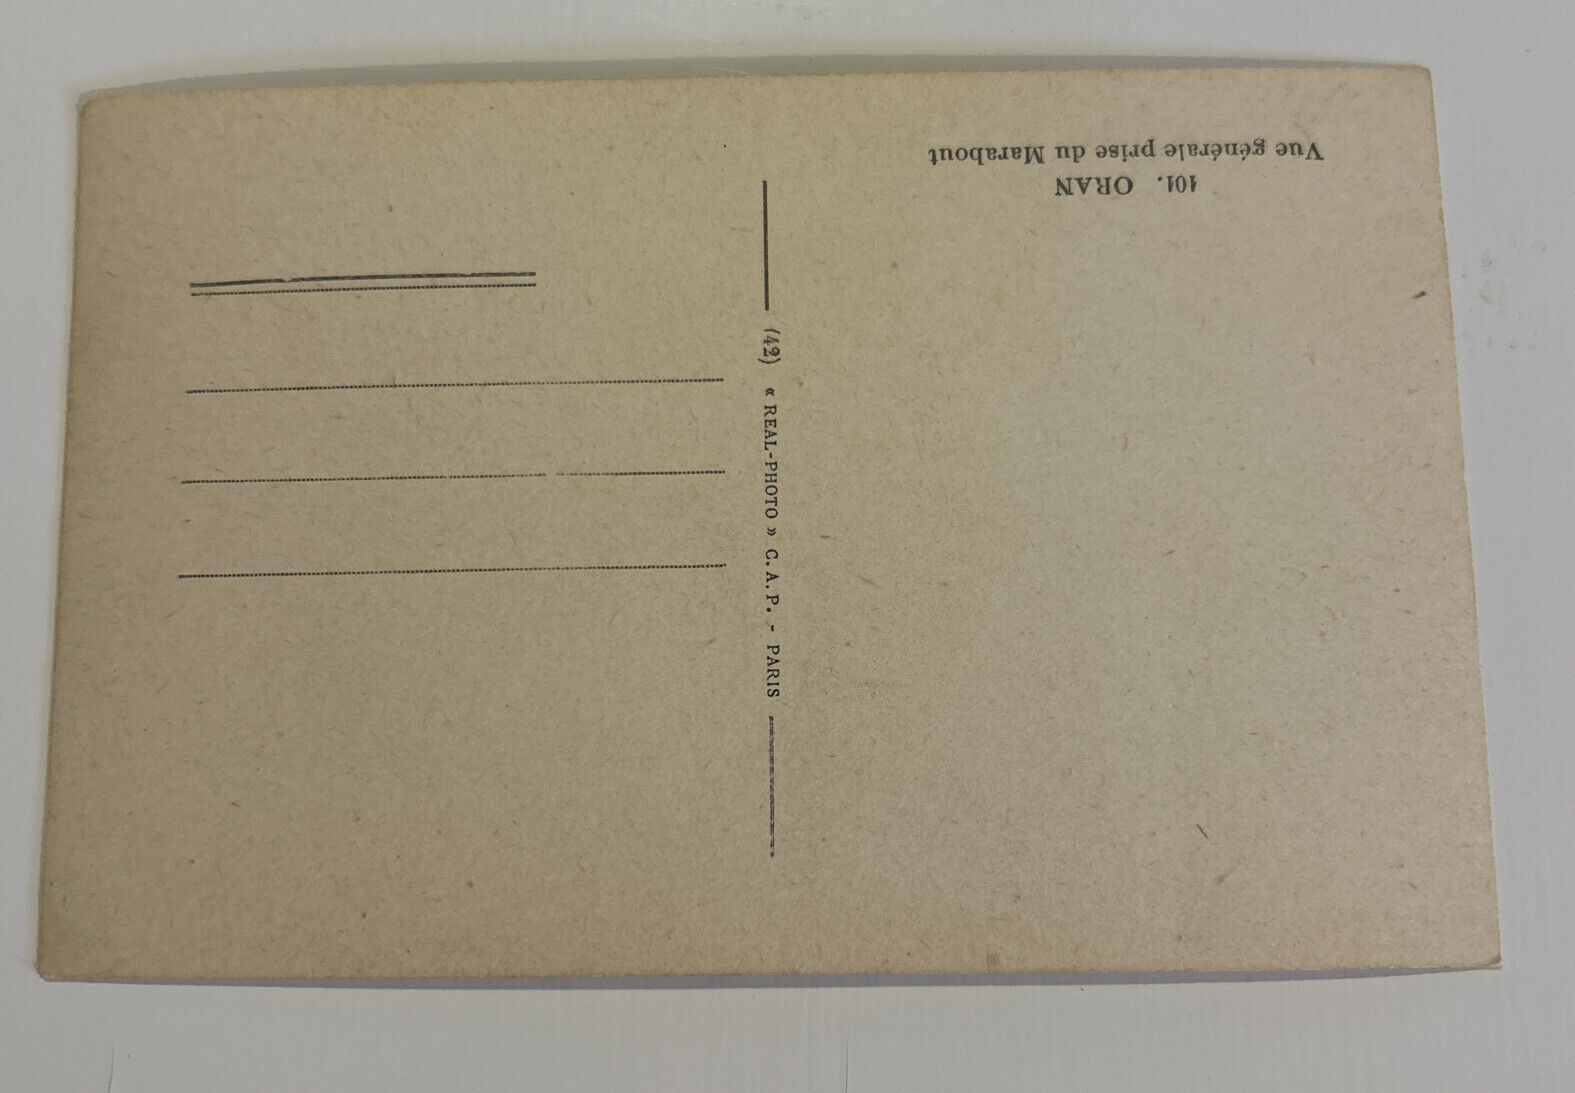 101. ORAN
Vue générale prise du Marabout
(42) « REAL-PHOTO » C. A. P. - PARIS